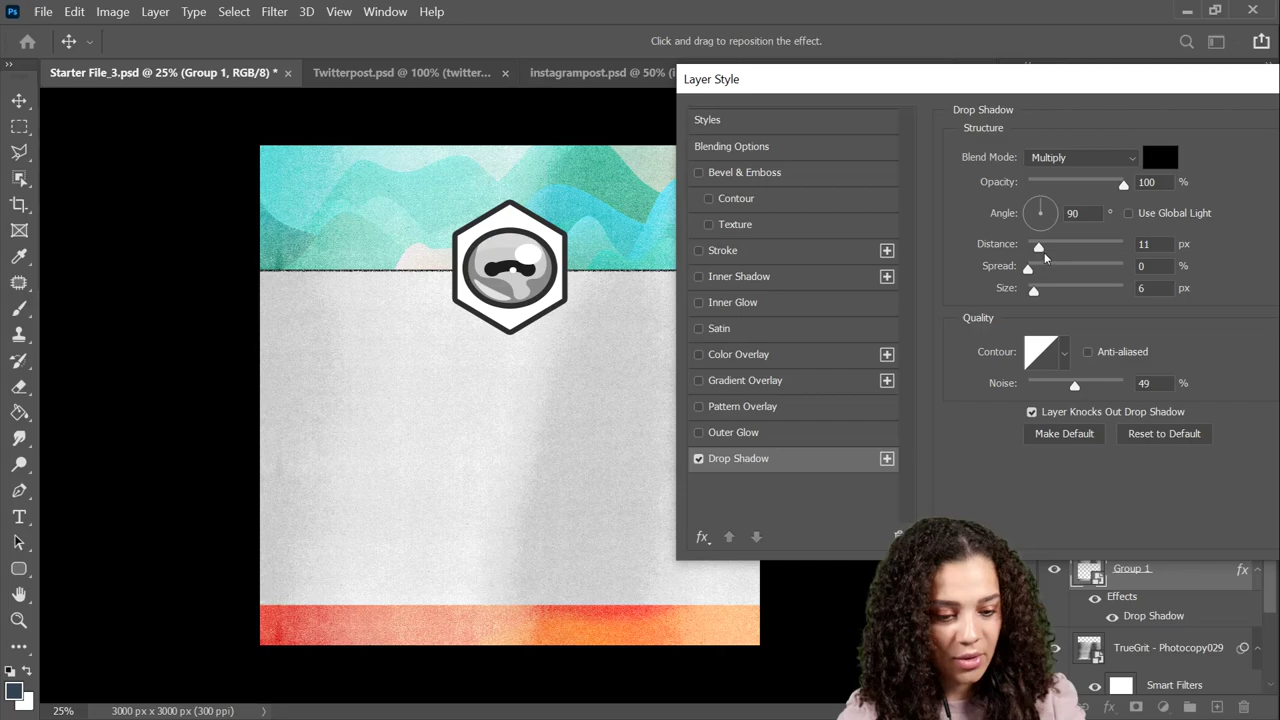 Ps File Edit Image Layer Type Select Filter 3D View Window Help
Click and drag to reposition the effect.
Starter File_3.psd @ 25% (Group 1, RGB/8) * × Twitterpost.psd @ 100% (twitter... × instagrampost.psd @ 50% (i
Layer Style
Styles
Blending Options
Bevel & Emboss
Contour
Texture
Stroke
Inner Shadow
Inner Glow
Satin
Color Overlay
Gradient Overlay
Pattern Overlay
Outer Glow
Drop Shadow
fx
Drop Shadow
Structure
Blend Mode: Multiply
Opacity: 100 %
Angle: 90 ° Use Global Light
Distance: 11 px
Spread: 0 %
Size: 6 px
Quality
Contour: Anti-aliased
Noise: 49 %
Layer Knocks Out Drop Shadow
Make Default Reset to Default
Group 1 fx
Effects
Drop Shadow
TrueGrit - Photocopy029
Smart Filters
fx
25% 3000 px x 3000 px (300 ppi)